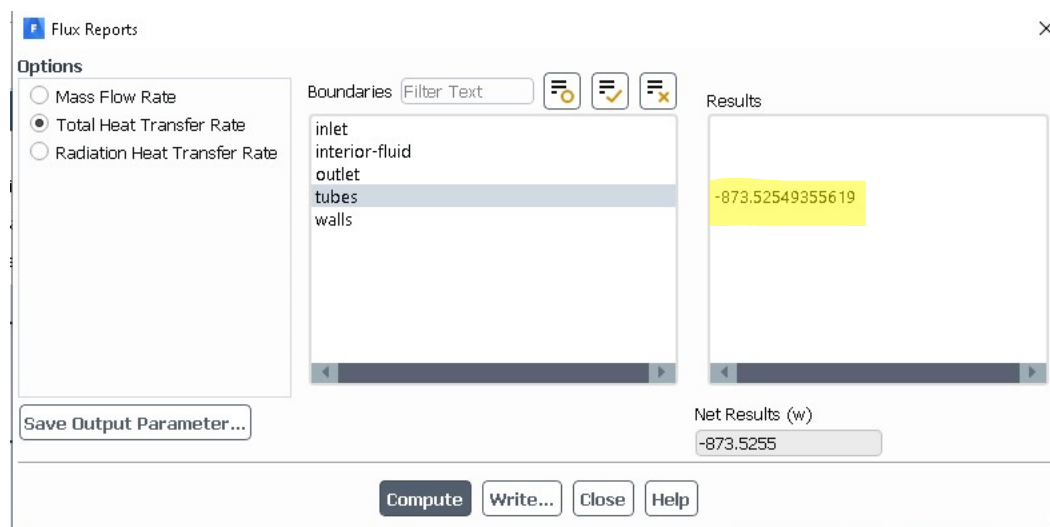 Flux Reports
Options
Mass Flow Rate
Total Heat Transfer Rate
Radiation Heat Transfer Rate
Boundaries Filter Text
inlet
interior-fluid
outlet
tubes
walls
Results
-873.52549355619
Save Output Parameter...
Net Results (w)
-873.5255
Compute Write... Close Help